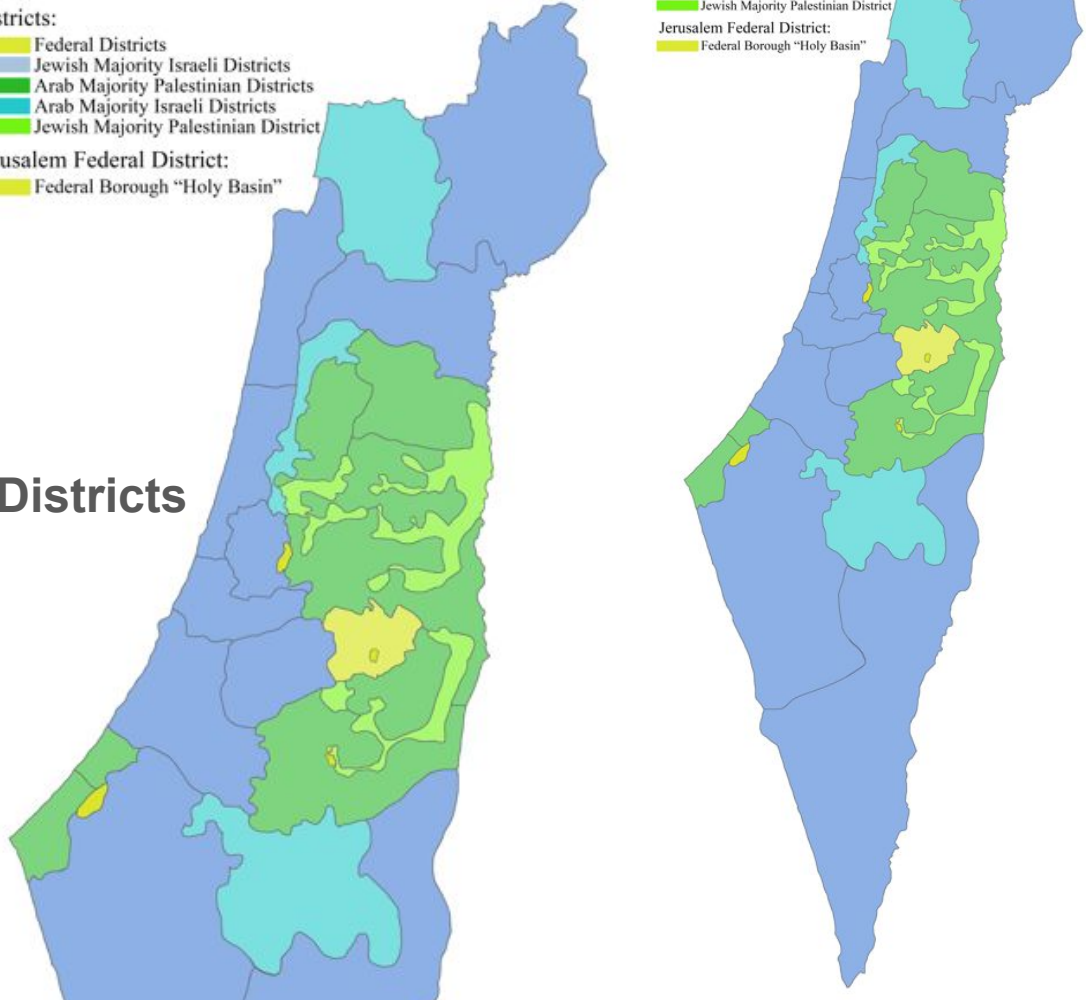 stricts:
Federal Districts
Jewish Majority Israeli Districts
Arab Majority Palestinian Districts
Arab Majority Israeli Districts
Jewish Majority Palestinian District
usalem Federal District:
Federal Borough “Holy Basin”
Districts
Jewish Majority Palestinian District
Jerusalem Federal District:
Federal Borough “Holy Basin”